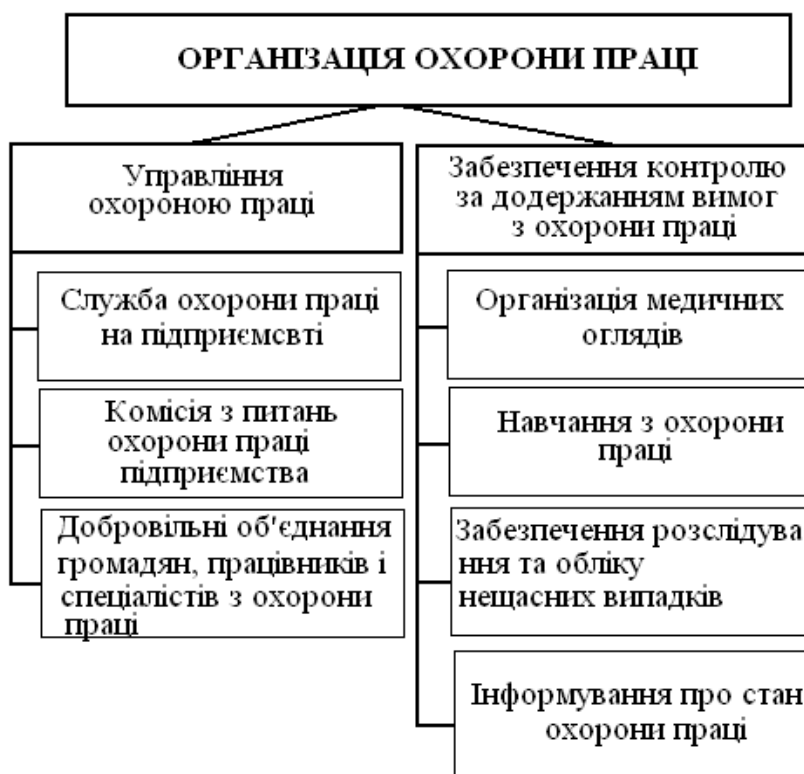 ОРГАНІЗАЦІЯ ОХОРОНИ ПРАЦІ
Управління
охороною праці
Служба охорони праці
на підприємсвті
Комісія з питань
охорони праці
підприємства
Добровільні об'єднання
громадян, працівників і
спеціалістів з охорони
праці
Забезпечення контролю
за додержанням вимог
з охорони праці
Організація медичних
оглядів
Навчання з охорони
праці
Забезпечення розслідува
ння та обліку
нещасних випадків
Інформування про стан
охорони праці